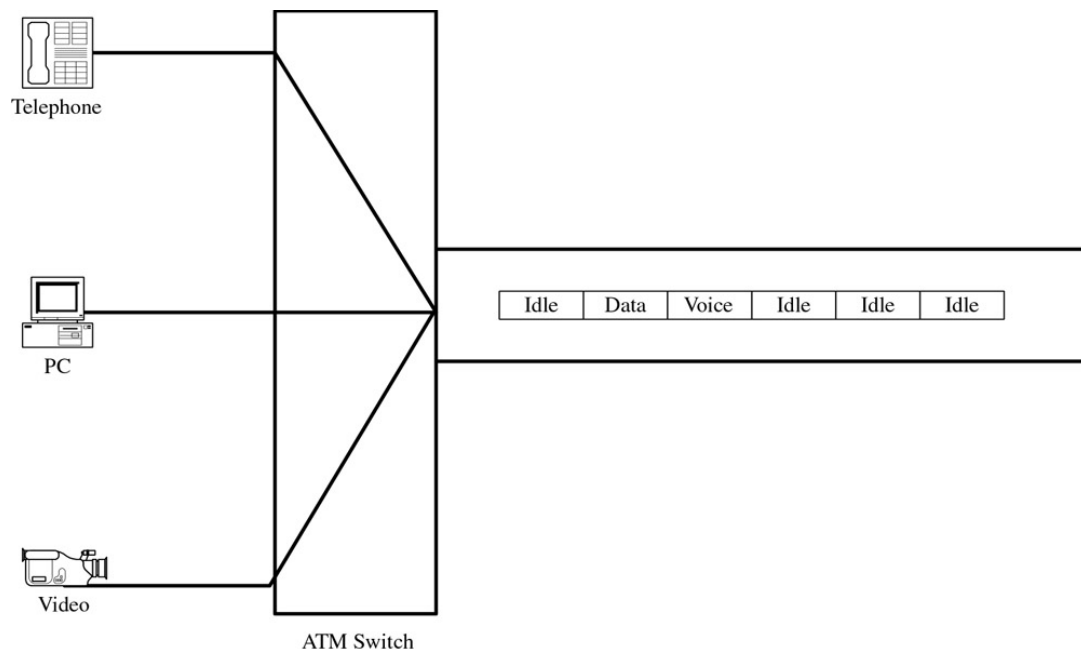 Telephone
Idle Data Voice Idle Idle Idle
PC
Video
ATM Switch